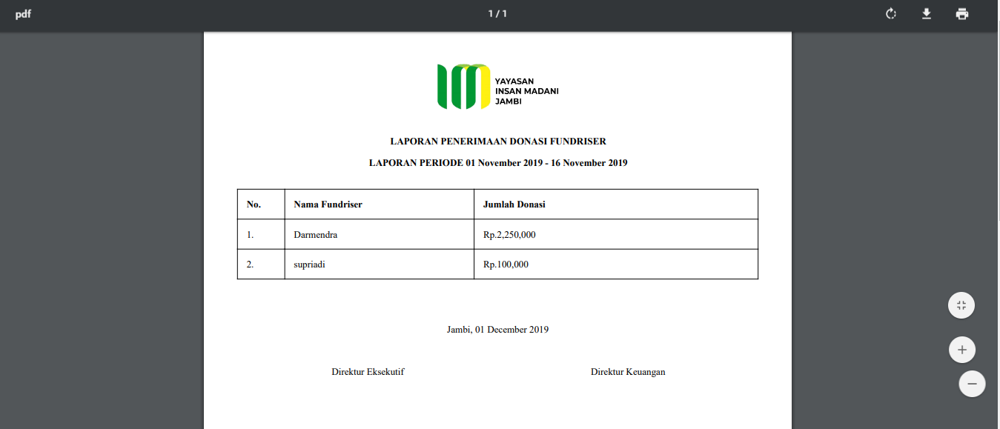 pdf
1 / 1
YAYASAN
INSAN MADANI
JAMBI
LAPORAN PENERIMAAN DONASI FUNDRISER
LAPORAN PERIODE 01 November 2019 - 16 November 2019
No. Nama Fundriser Jumlah Donasi
1. Darmendra Rp.2,250,000
2. supriadi Rp.100,000
Jambi, 01 December 2019
Direktur Eksekutif Direktur Keuangan